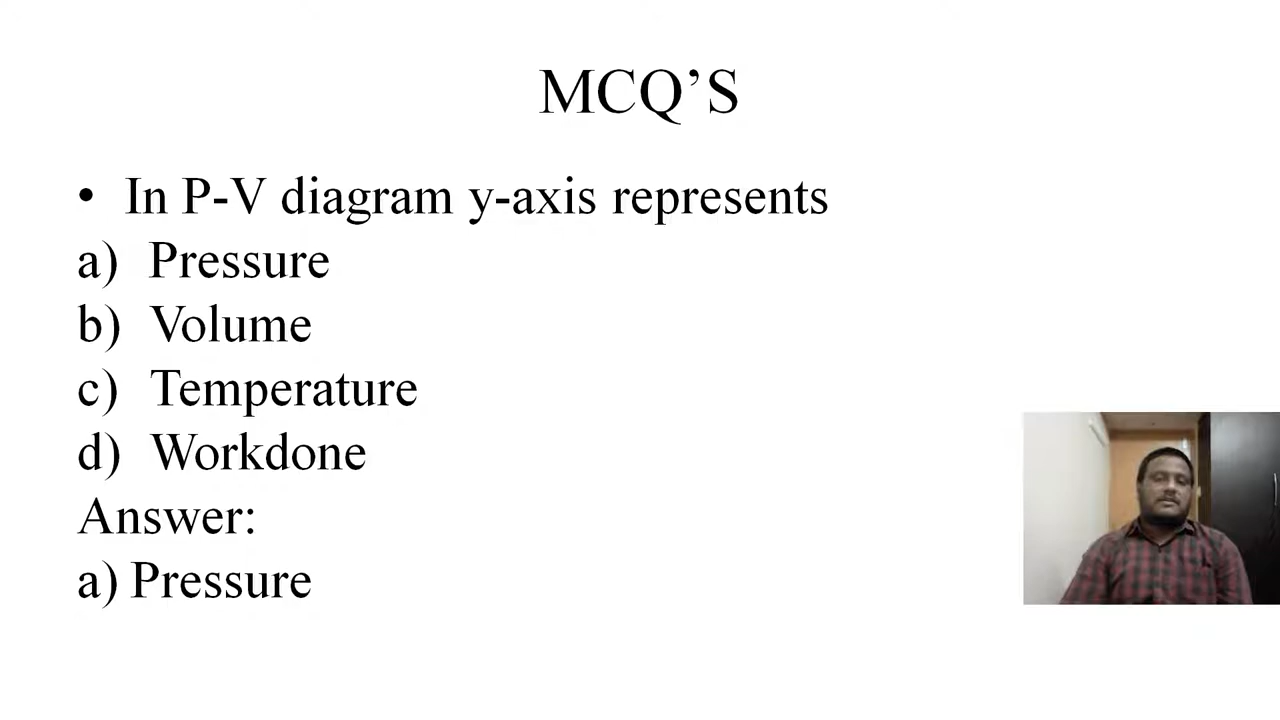 MCQ’S
• In P-V diagram y-axis represents
a) Pressure
b) Volume
c) Temperature
d) Workdone
Answer:
a) Pressure